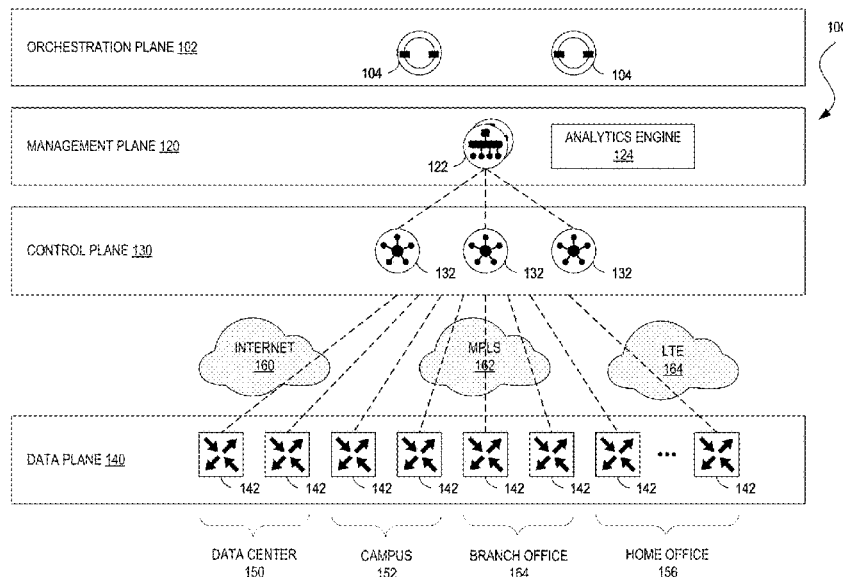 100
ORCHESTRATION PLANE 102
104
104
MANAGEMENT PLANE 120
122
ANALYTICS ENGINE
124
CONTROL PLANE 130
132
132
132
INTERNET
160
MPLS
162
LTE
164
DATA PLANE 140
142
142
142
142
142
142
142
142
DATA CENTER
150
CAMPUS
152
BRANCH OFFICE
164
HOME OFFICE
156